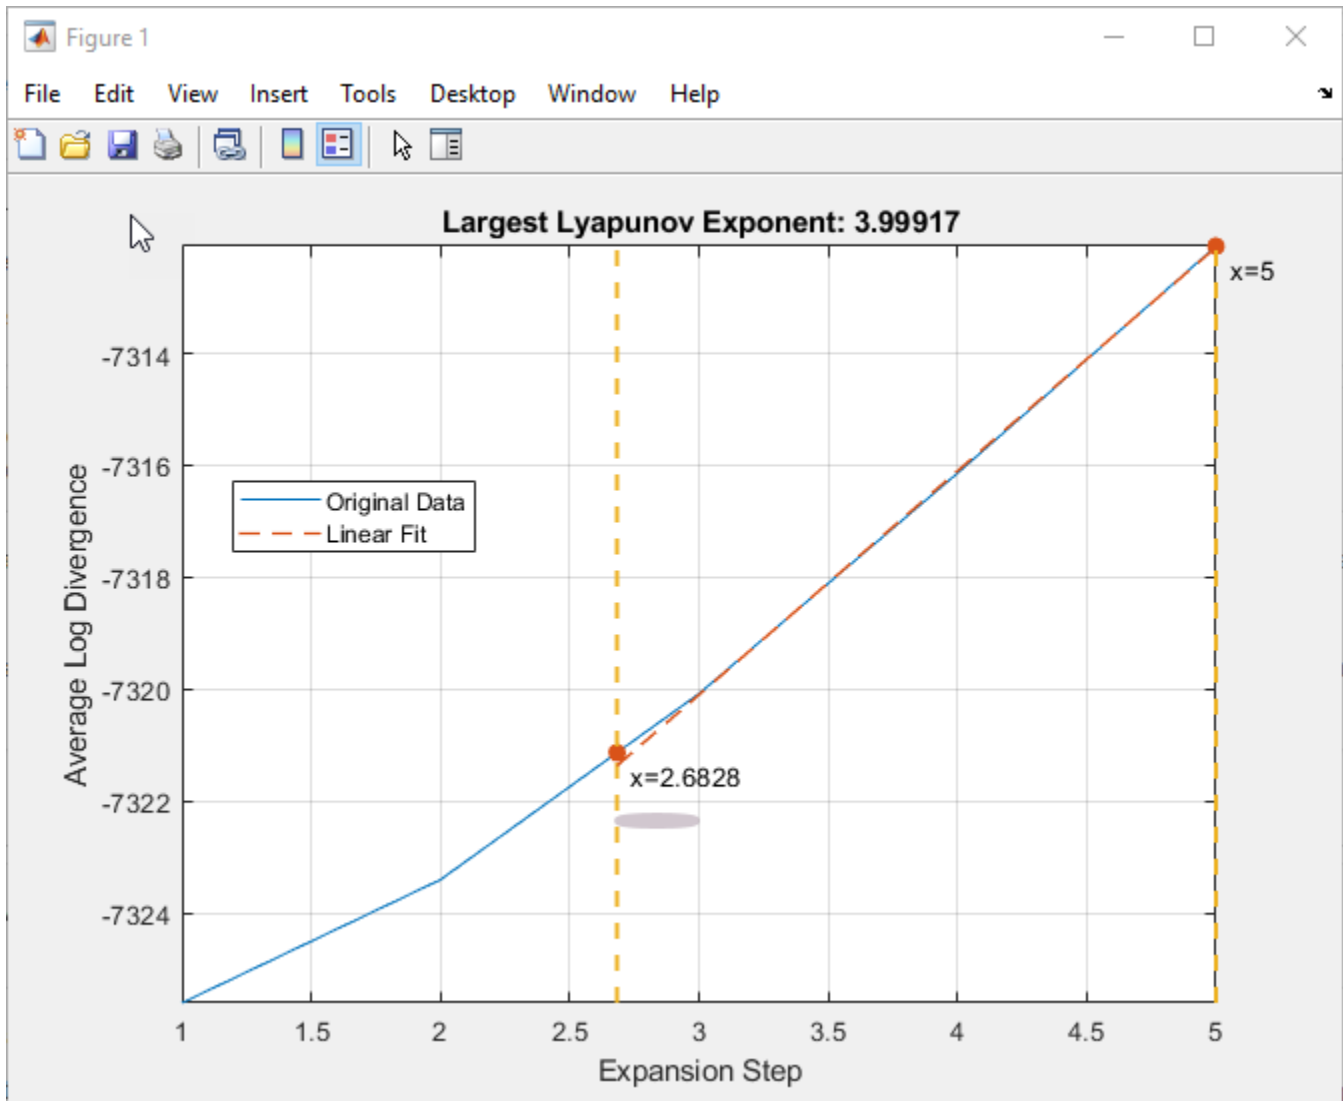 Figure 1
File Edit View Insert Tools Desktop Window Help
Largest Lyapunov Exponent: 3.99917
x=5
-7314
-7316
Original Data
Linear Fit
-7318
-7320
x=2.6828
-7322
-7324
Average Log Divergence
1 1.5 2 2.5 3 3.5 4 4.5 5
Expansion Step